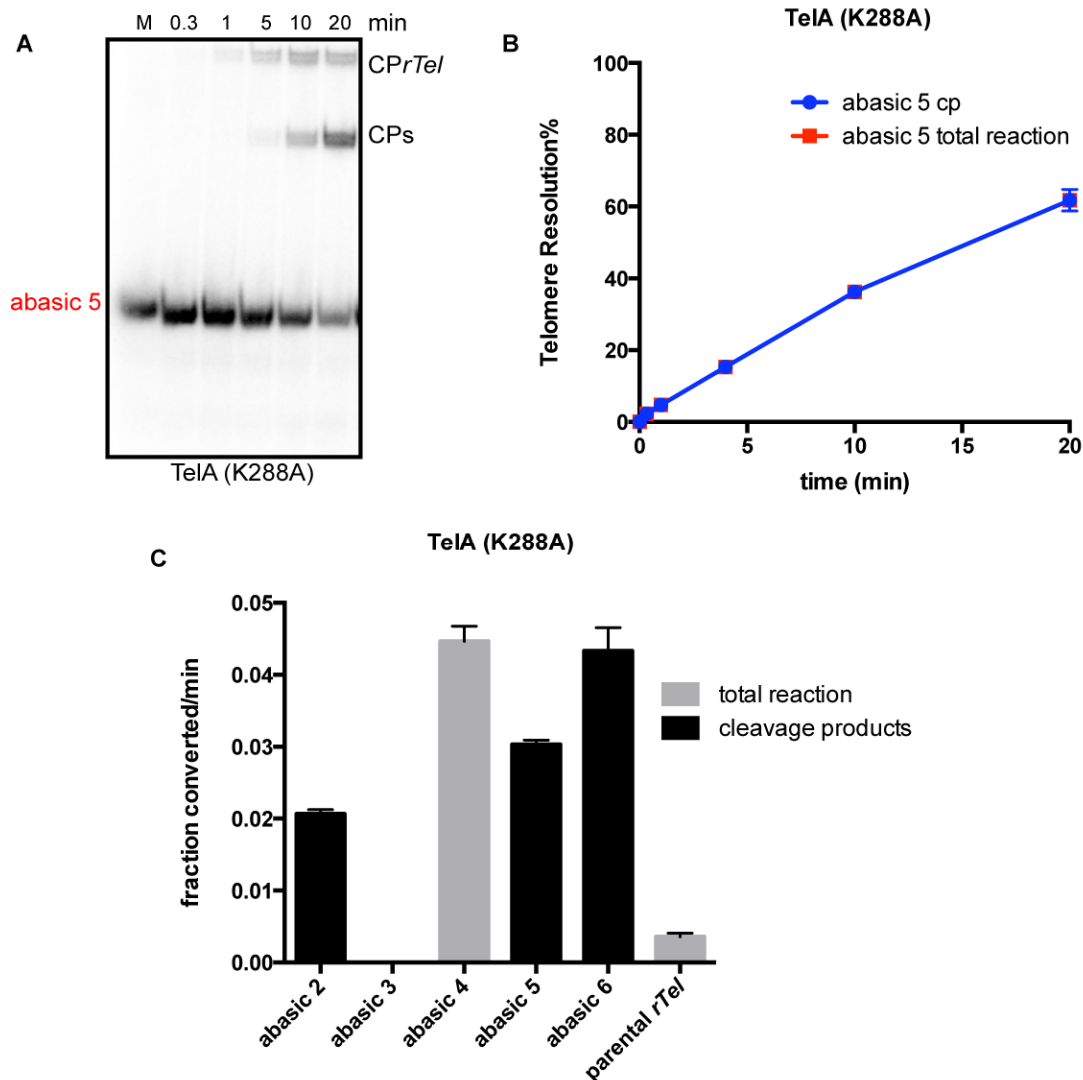 A
M 0.3 1 5 10 20 min
CPrTel
CPs
abasic 5
TelA (K288A)
B
TelA (K288A)
Telomere Resolution%
100
80
60
40
20
0
abasic 5 cp
abasic 5 total reaction
0 5 10 15 20
time (min)
C
TelA (K288A)
fraction converted/min
0.05
0.04
0.03
0.02
0.01
0.00
total reaction
cleavage products
abasic 2
abasic 3
abasic 4
abasic 5
abasic 6
parental rTel